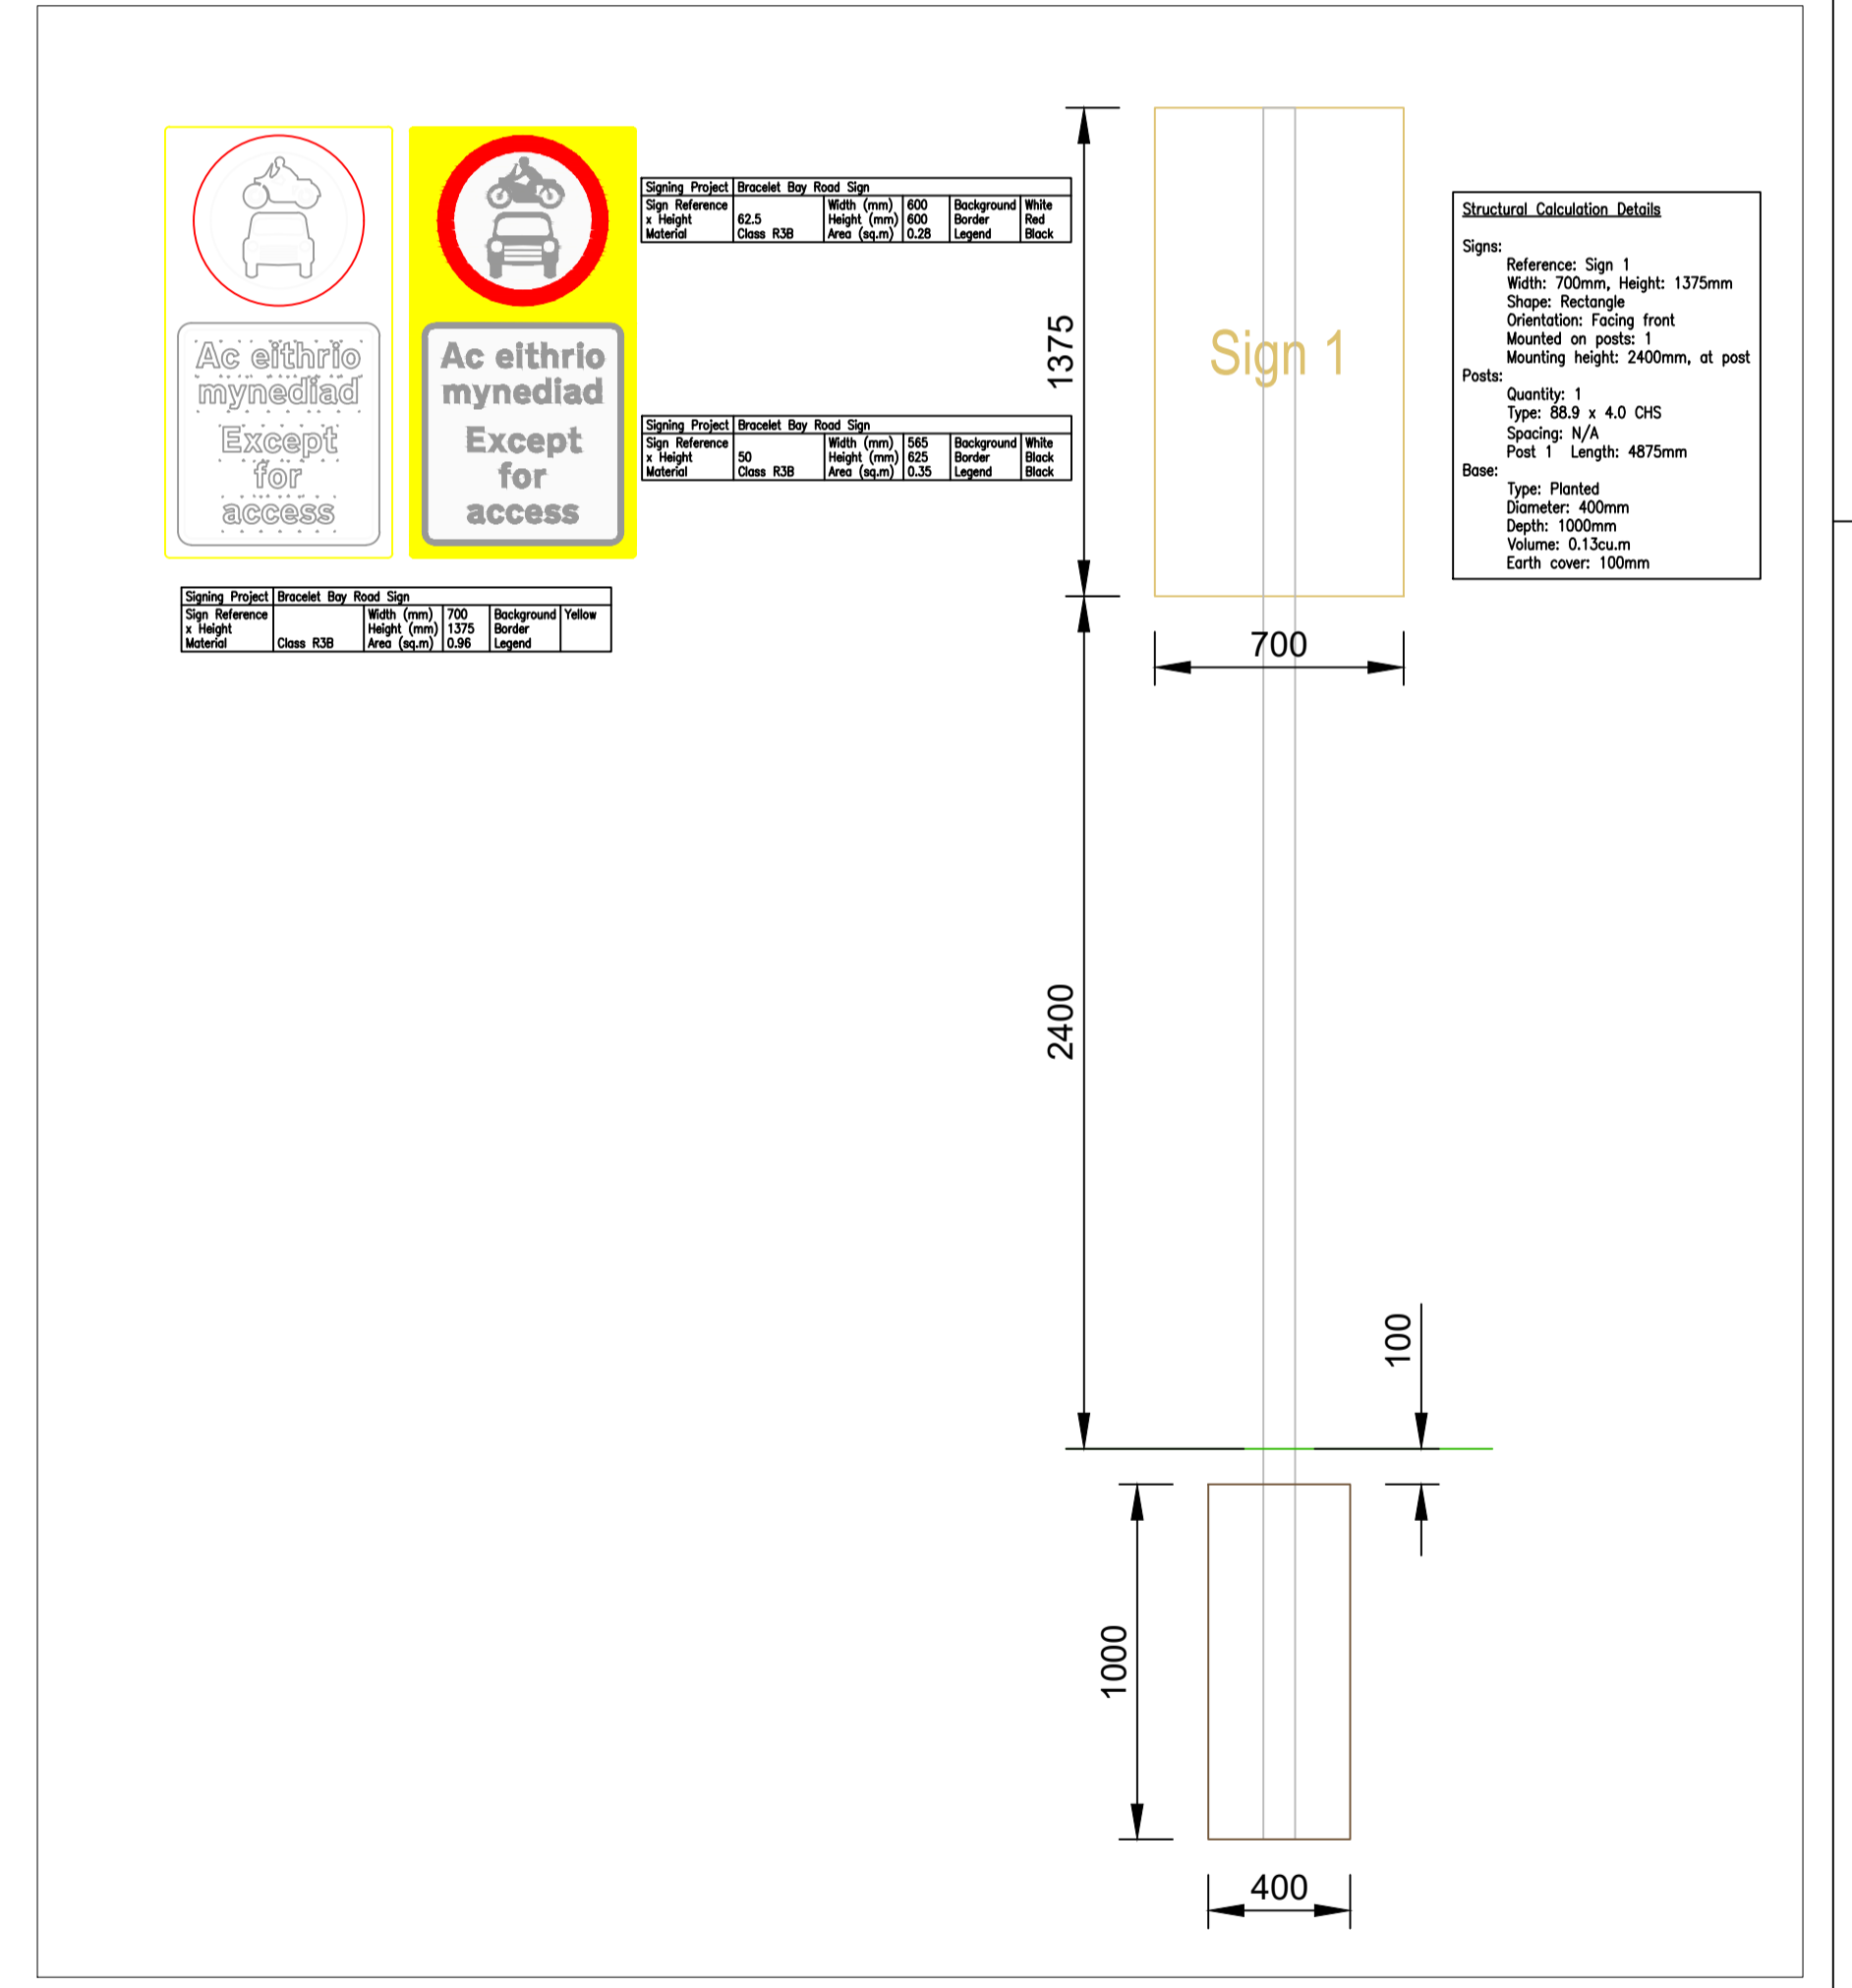 Ac eithrio
mynediad
Except
for
access
Ac eithrio
mynediad
Except
for
access
Signing Project Bracelet Bay Road Sign
Sign Reference Width (mm) 600 Background White
x Height 62.5 Height (mm) 600 Border Red
Material Class R3B Area (sq.m) 0.28 Legend Black
Signing Project Bracelet Bay Road Sign
Sign Reference Width (mm) 565 Background White
x Height 50 Height (mm) 625 Border Black
Material Class R3B Area (sq.m) 0.35 Legend Black
Signing Project Bracelet Bay Road Sign
Sign Reference Width (mm) 700 Background Yellow
x Height Height (mm) 1375 Border
Material Class R3B Area (sq.m) 0.96 Legend
1375
Sign 1
700
2400
100
1000
400
Structural Calculation Details
Signs:
Reference: Sign 1
Width: 700mm, Height: 1375mm
Shape: Rectangle
Orientation: Facing front
Mounted on posts: 1
Mounting height: 2400mm, at post
Posts:
Quantity: 1
Type: 88.9 x 4.0 CHS
Spacing: N/A
Post 1 Length: 4875mm
Base:
Type: Planted
Diameter: 400mm
Depth: 1000mm
Volume: 0.13cu.m
Earth cover: 100mm